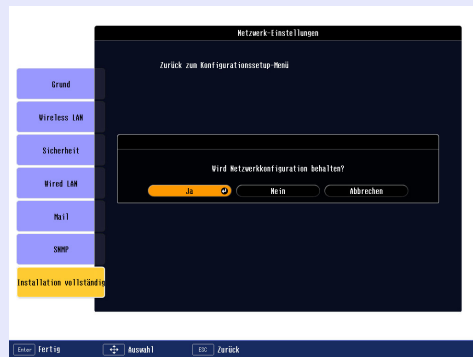 Netzwerk-Einstellungen
Zurück zum Konfigurationssetup-Menü
Grund
Wireless LAN
Sicherheit
Wired LAN
Mail
SNMP
Installation vollständig
Wird Netzwerkkonfiguration behalten?
Ja Nein Abbrechen
Enter Fertig Auswahl ESC Zurück